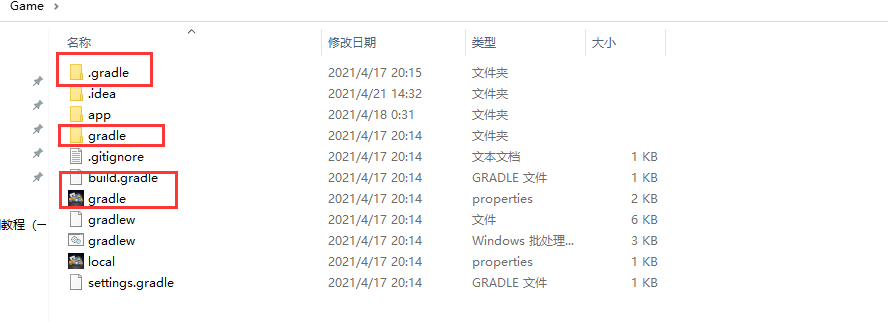 Game >
名称 修改日期 类型 大小
.gradle 2021/4/17 20:15 文件夹
.idea 2021/4/21 14:32 文件夹
app 2021/4/18 0:31 文件夹
gradle 2021/4/17 20:14 文件夹
.gitignore 2021/4/17 20:14 文本文档 1 KB
build.gradle 2021/4/17 20:14 GRADLE 文件 1 KB
gradle 2021/4/17 20:14 properties 2 KB
gradlew 2021/4/17 20:14 文件 6 KB
gradlew 2021/4/17 20:14 Windows 批处理... 3 KB
local 2021/4/17 20:14 properties 1 KB
settings.gradle 2021/4/17 20:14 GRADLE 文件 1 KB
教程（一